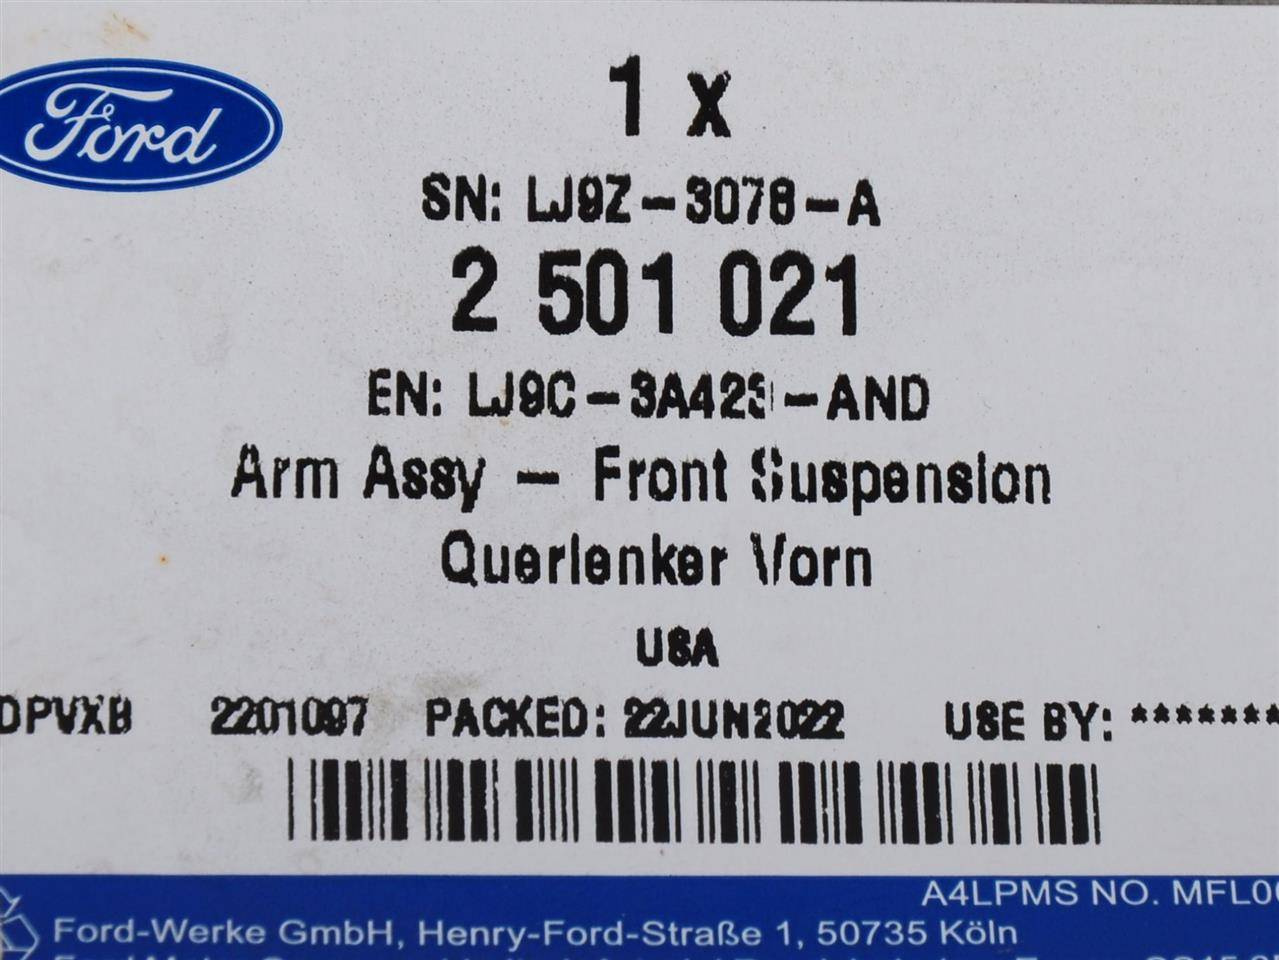 Ford
1 x
SN: LJ9Z-3078-A
2 501 021
EN: LJ9C-3A423-AND
Arm Assy - Front Suspension
Querlenker Vorn
USA
DPVXB 2201097 PACKED: 22JUN2022 USE BY: *******
A4LPMS NO.
Ford-Werke GmbH, Henry-Ford-Straße 1, 50735 Köln